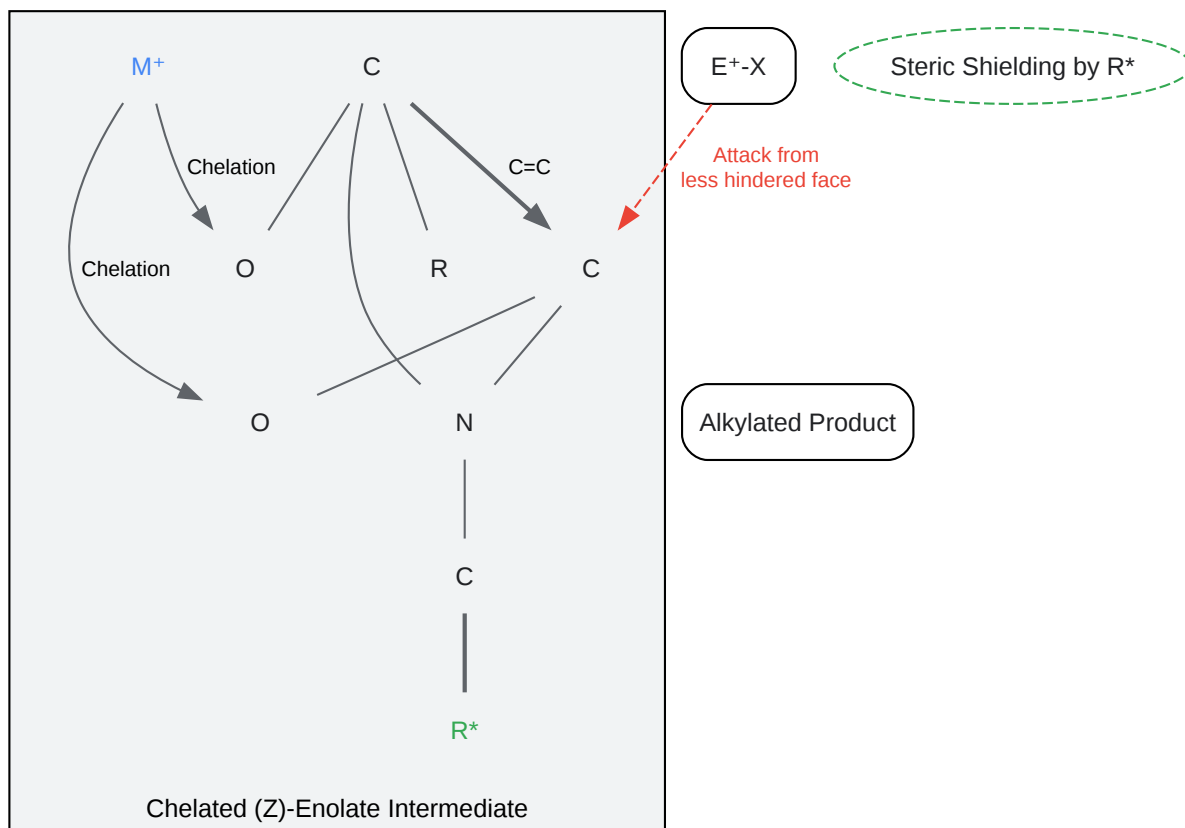 M⁺
C
E⁺-X
Steric Shielding by R*
Chelation
C=C
Attack from
less hindered face
Chelation
O
R
C
O
N
Alkylated Product
C
R*
Chelated (Z)-Enolate Intermediate